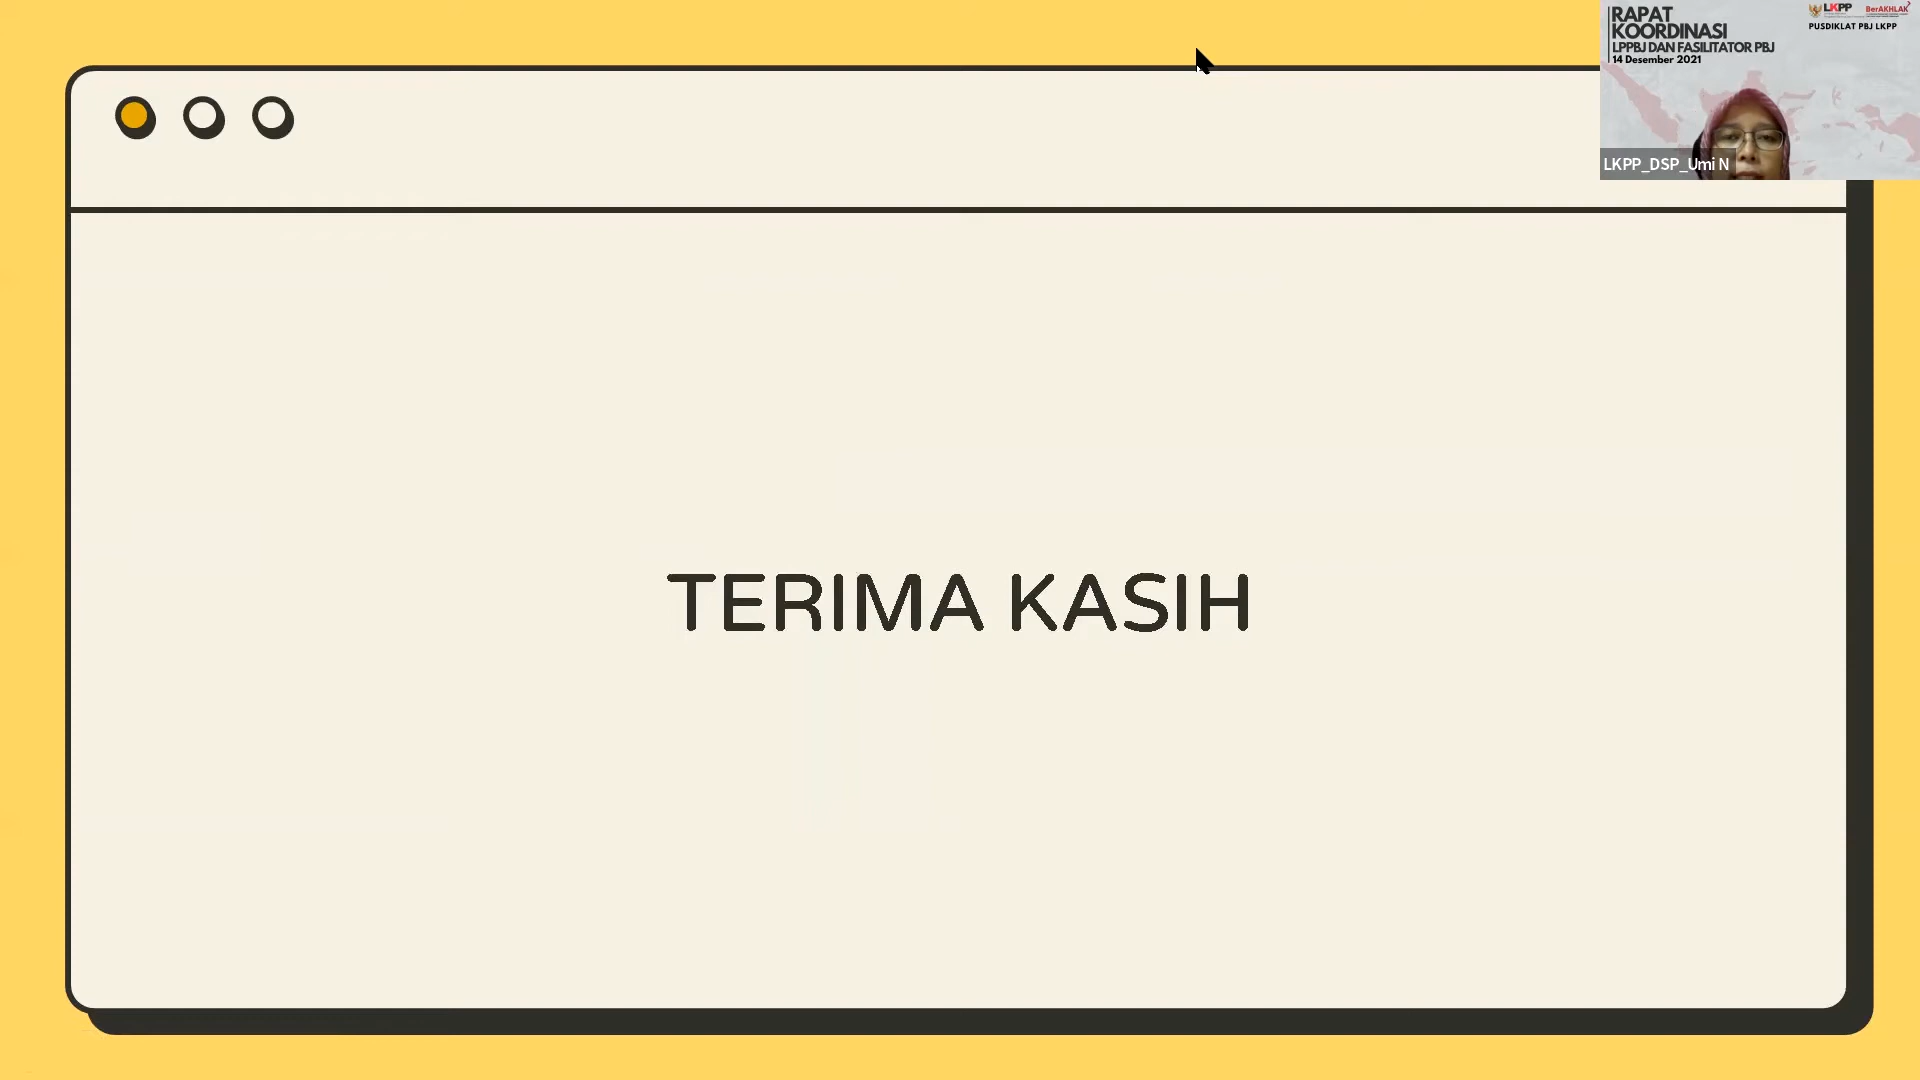 RAPAT
KOORDINASI
LPPBJ DAN FASILITATOR PBJ
14 Desember 2021
LKPP
BerAKHLAK
PUSDIKLAT PBJ LKPP
LKPP_DSP_Umi N
TERIMA KASIH